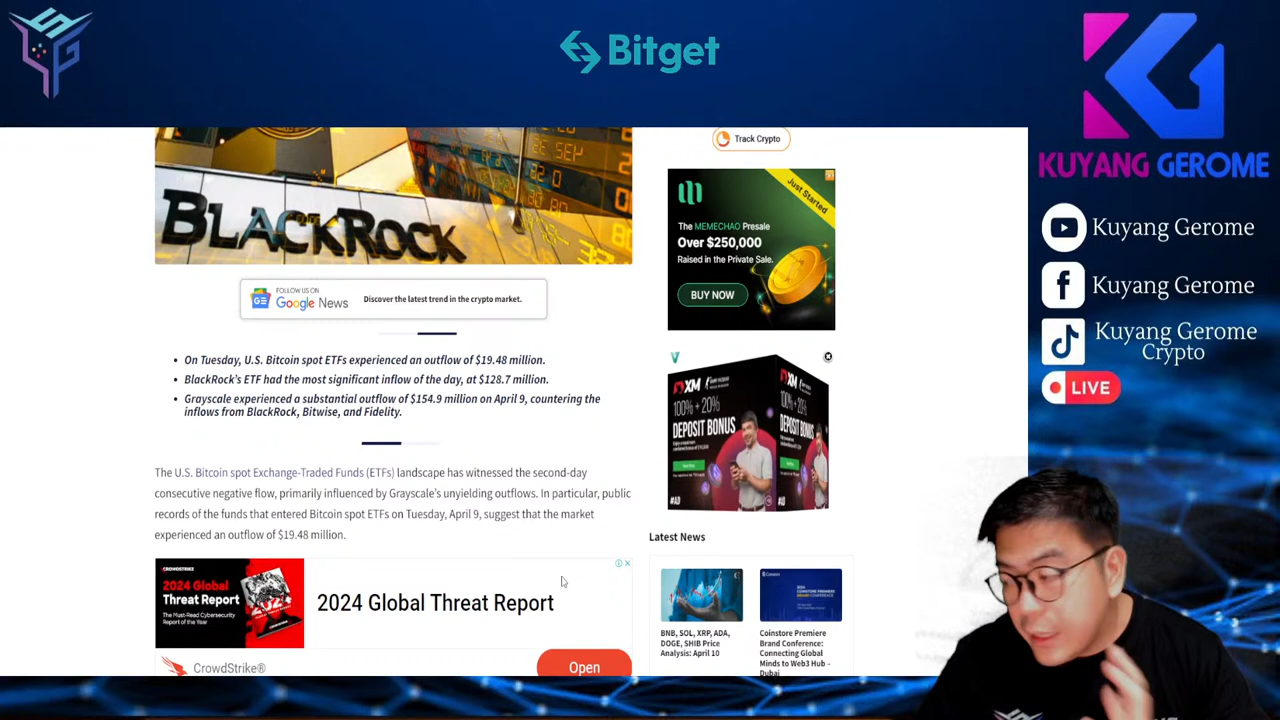 Bitget
KUYANG GEROME
Kuyang Gerome
Kuyang Gerome
Kuyang Gerome
Crypto
LIVE
BLACKROCK
FOLLOW US ON
Google News
Discover the latest trend in the crypto market.
• On Tuesday, U.S. Bitcoin spot ETFs experienced an outflow of $19.48 million.
• BlackRock's ETF had the most significant inflow of the day, at $128.7 million.
• Grayscale experienced a substantial outflow of $154.9 million on April 9, countering the
inflows from BlackRock, Bitwise, and Fidelity.
The U.S. Bitcoin spot Exchange-Traded Funds (ETFs) landscape has witnessed the second-day
consecutive negative flow, primarily influenced by Grayscale's unyielding outflows. In particular, public
records of the funds that entered Bitcoin spot ETFs on Tuesday, April 9, suggest that the market
experienced an outflow of $19.48 million.
CROWDSTRIKE
2024 Global
Threat Report
The Must-Read Cybersecurity
Report of the Year
2024 Global Threat Report
CrowdStrike®
Open
Track Crypto
Just Started
The MEMECHAO Presale
Over $250,000
Raised in the Private Sale.
BUY NOW
XM
100% + 20%
DEPOSIT BONUS
#AD
Latest News
BNB, SOL, XRP, ADA,
DOGE, SHIB Price
Analysis: April 10
Coinstore Premiere
Brand Conference:
Connecting Global
Minds to Web3 Hub –
Dubai